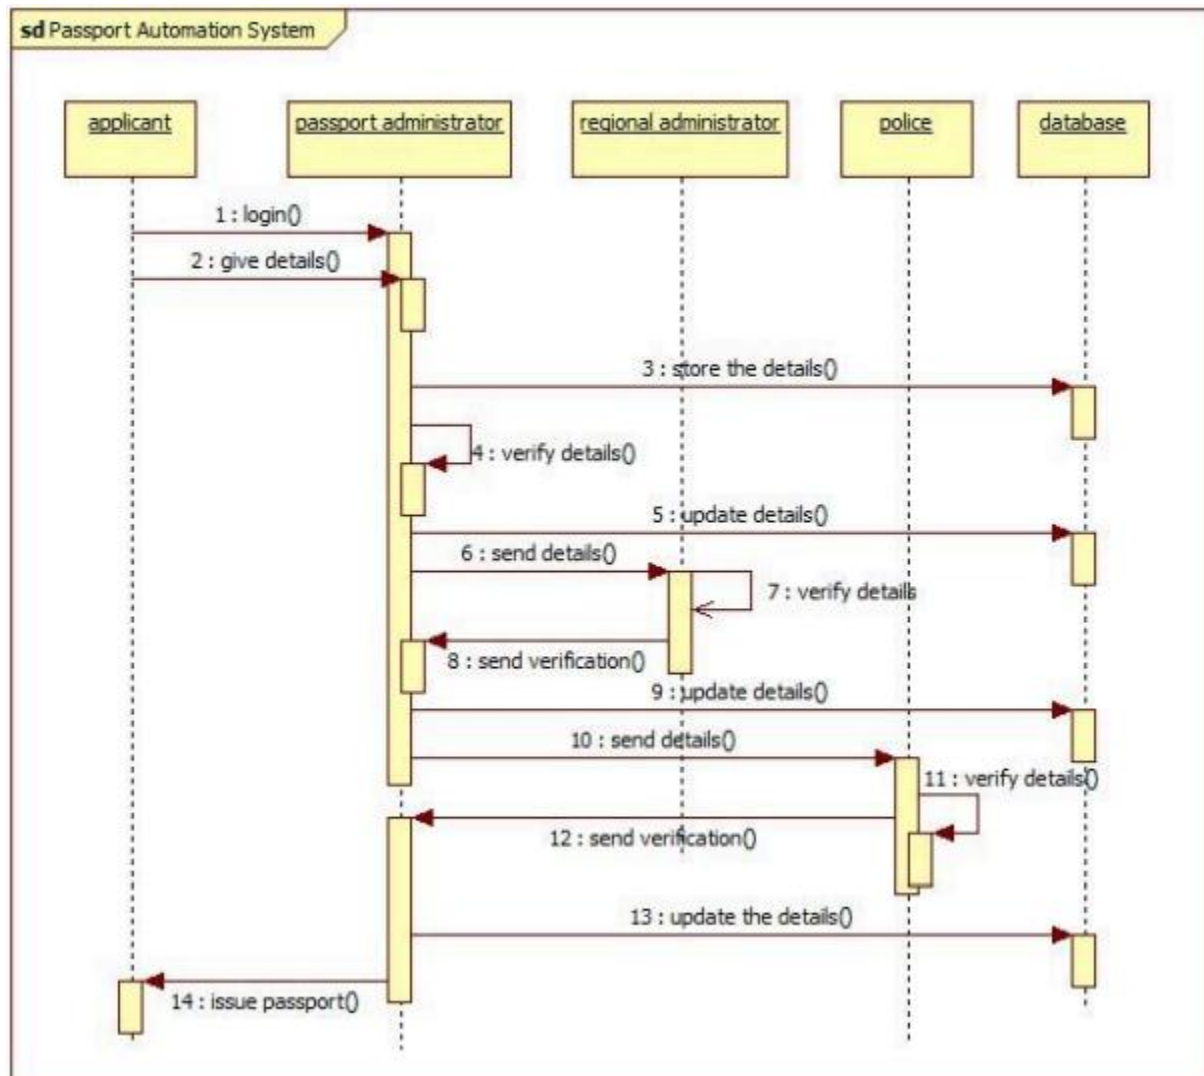 sd Passport Automation System
applicant
passport administrator
regional administrator
police
database
1 : login()
2 : give details()
3 : store the details()
4 : verify details()
5 : update details()
6 : send details()
7 : verify details
8 : send verification()
9 : update details()
10 : send details()
11 : verify details()
12 : send verification()
13 : update the details()
14 : issue passport()